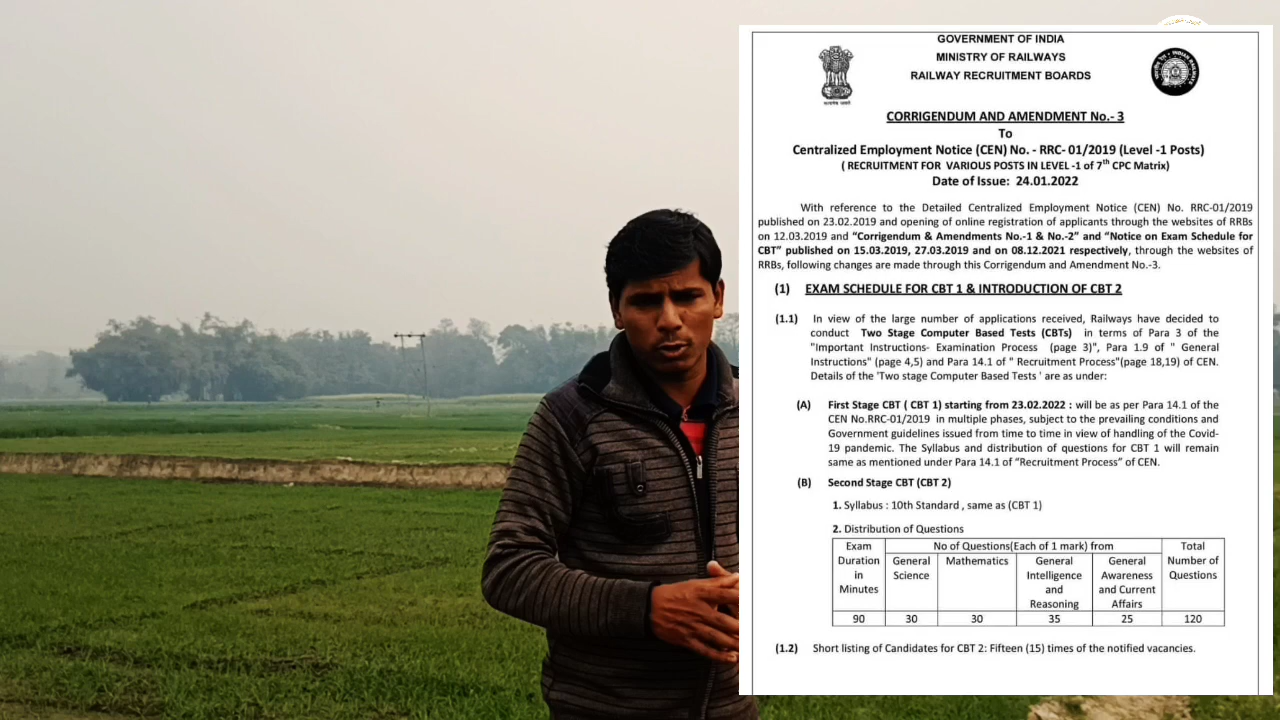 GOVERNMENT OF INDIA
MINISTRY OF RAILWAYS
RAILWAY RECRUITMENT BOARDS
CORRIGENDUM AND AMENDMENT No.- 3
To
Centralized Employment Notice (CEN) No. - RRC- 01/2019 (Level -1 Posts)
( RECRUITMENT FOR VARIOUS POSTS IN LEVEL -1 of 7th CPC Matrix)
Date of Issue: 24.01.2022
With reference to the Detailed Centralized Employment Notice (CEN) No. RRC-01/2019
published on 23.02.2019 and opening of online registration of applicants through the websites of RRBs
on 12.03.2019 and “Corrigendum & Amendments No.-1 & No.-2” and “Notice on Exam Schedule for
CBT” published on 15.03.2019, 27.03.2019 and on 08.12.2021 respectively, through the websites of
RRBs, following changes are made through this Corrigendum and Amendment No.-3.
(1) EXAM SCHEDULE FOR CBT 1 & INTRODUCTION OF CBT 2
(1.1) In view of the large number of applications received, Railways have decided to
conduct Two Stage Computer Based Tests (CBTs) in terms of Para 3 of the
"Important Instructions- Examination Process (page 3)", Para 1.9 of " General
Instructions" (page 4,5) and Para 14.1 of " Recruitment Process"(page 18,19) of CEN.
Details of the 'Two stage Computer Based Tests ' are as under:
(A) First Stage CBT ( CBT 1) starting from 23.02.2022 : will be as per Para 14.1 of the
CEN No.RRC-01/2019 in multiple phases, subject to the prevailing conditions and
Government guidelines issued from time to time in view of handling of the Covid-
19 pandemic. The Syllabus and distribution of questions for CBT 1 will remain
same as mentioned under Para 14.1 of “Recruitment Process” of CEN.
(B) Second Stage CBT (CBT 2)
1. Syllabus : 10th Standard , same as (CBT 1)
2. Distribution of Questions
Exam Duration in Minutes No of Questions(Each of 1 mark) from Total Number of Questions
General Science Mathematics General Intelligence and Reasoning General Awareness and Current Affairs
90 30 30 35 25 120
(1.2) Short listing of Candidates for CBT 2: Fifteen (15) times of the notified vacancies.